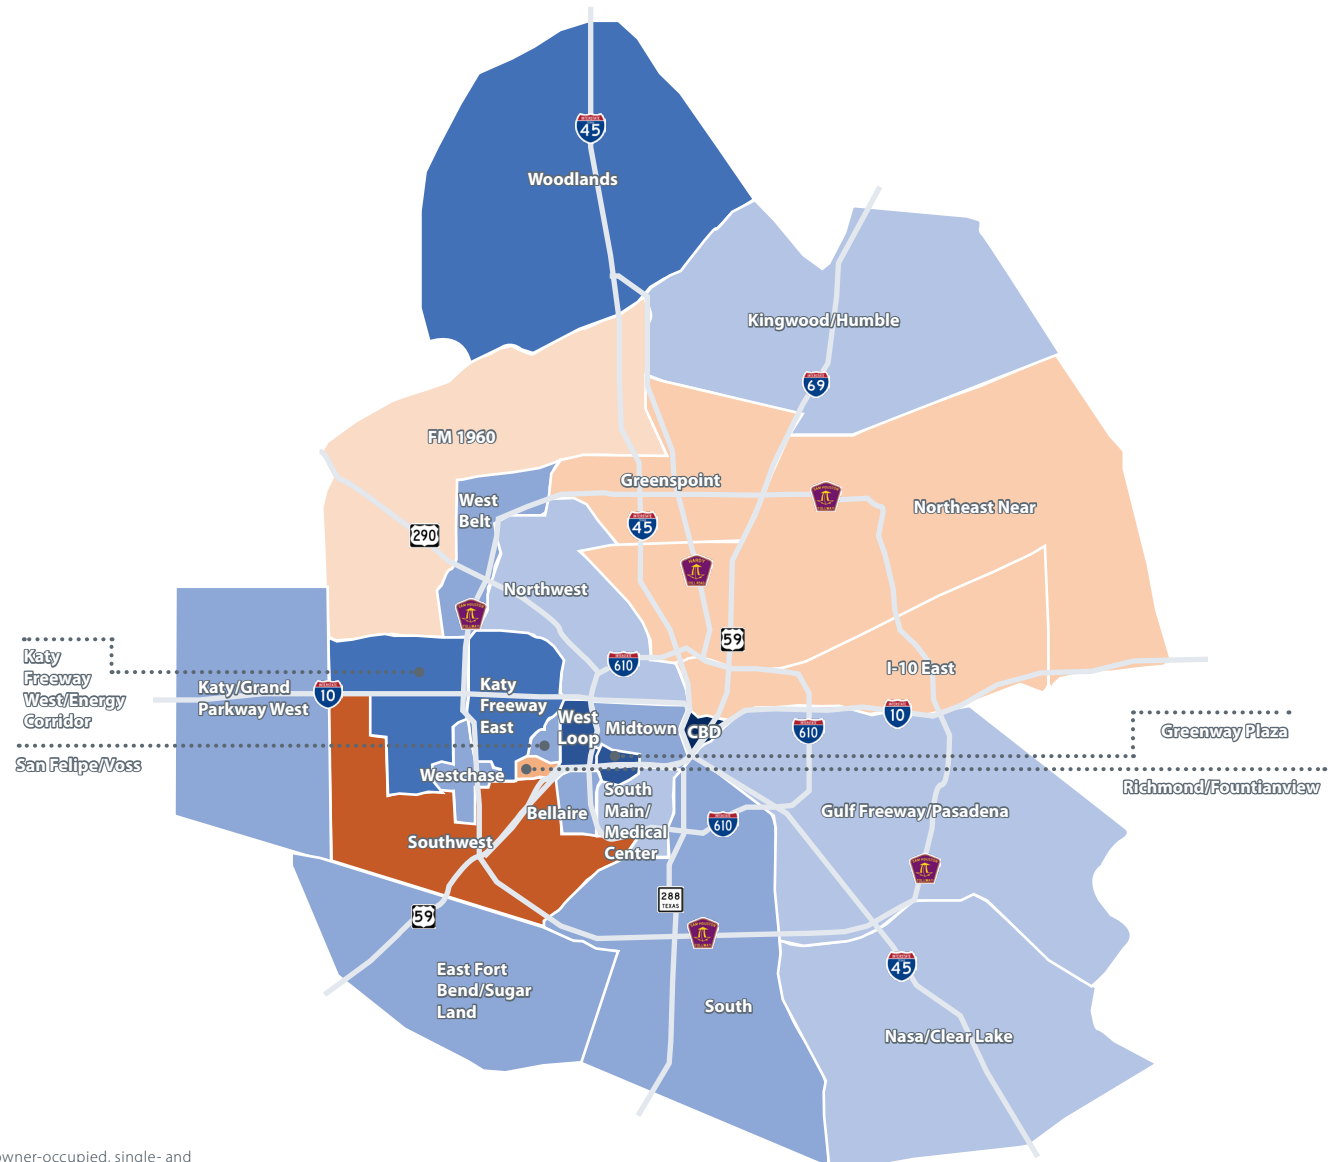 45
Woodlands
Kingwood/Humble
69
FM 1960
Greenspoint
West
Belt
Northeast Near
45
290
HARDY
Northwest
59
610
I-10 East
Katy
Freeway
West/Energy
Corridor
Katy/Grand
Parkway West
10
Katy
Freeway
East
West
Loop
Midtown
CBD
610
10
Greenway Plaza
San Felipe/Voss
Westchase
Richmond/Fountianview
South
Main/
Medical
Center
Bellaire
610
Gulf Freeway/Pasadena
Southwest
288
TEXAS
59
45
East Fort
Bend/Sugar
Land
South
Nasa/Clear Lake
owner-occupied, single- and